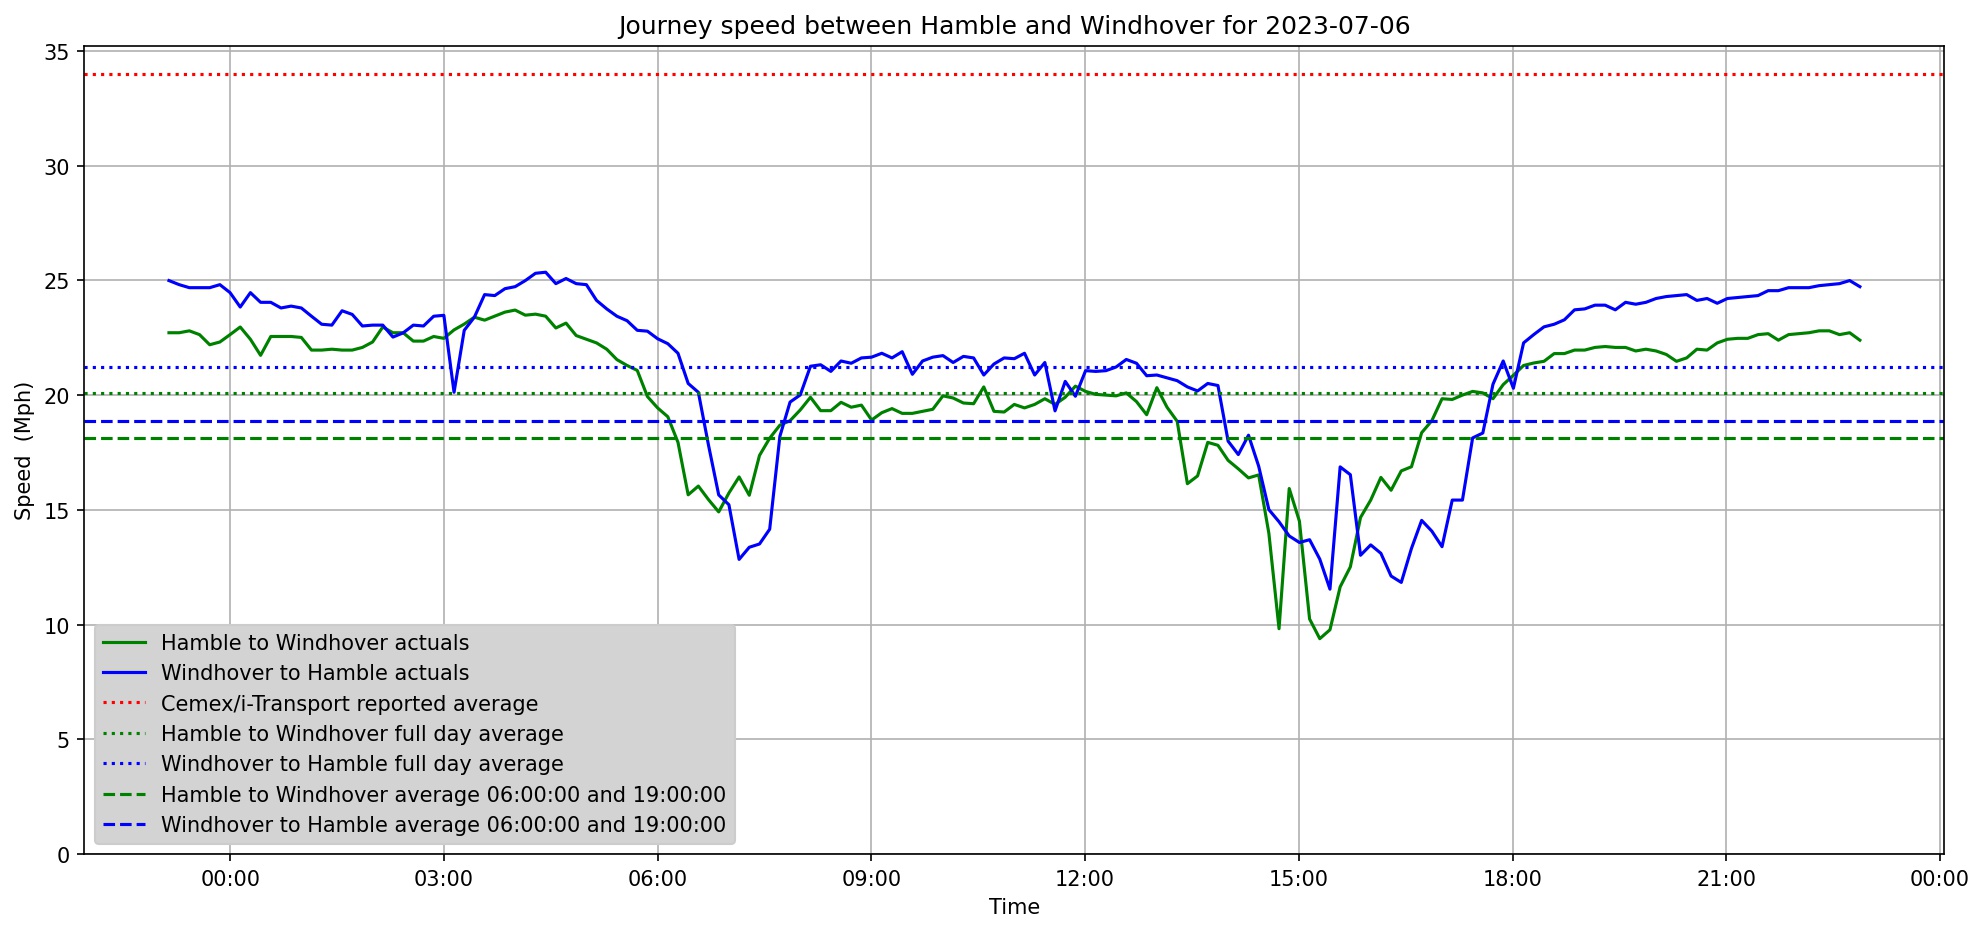 Journey speed between Hamble and Windhover for 2023-07-06
35
30
25
20
15
10
5
0
Speed (Mph)
Hamble to Windhover actuals
Windhover to Hamble actuals
Cemex/i-Transport reported average
Hamble to Windhover full day average
Windhover to Hamble full day average
Hamble to Windhover average 06:00:00 and 19:00:00
Windhover to Hamble average 06:00:00 and 19:00:00
00:00 03:00 06:00 09:00 12:00 15:00 18:00 21:00 00:00
Time